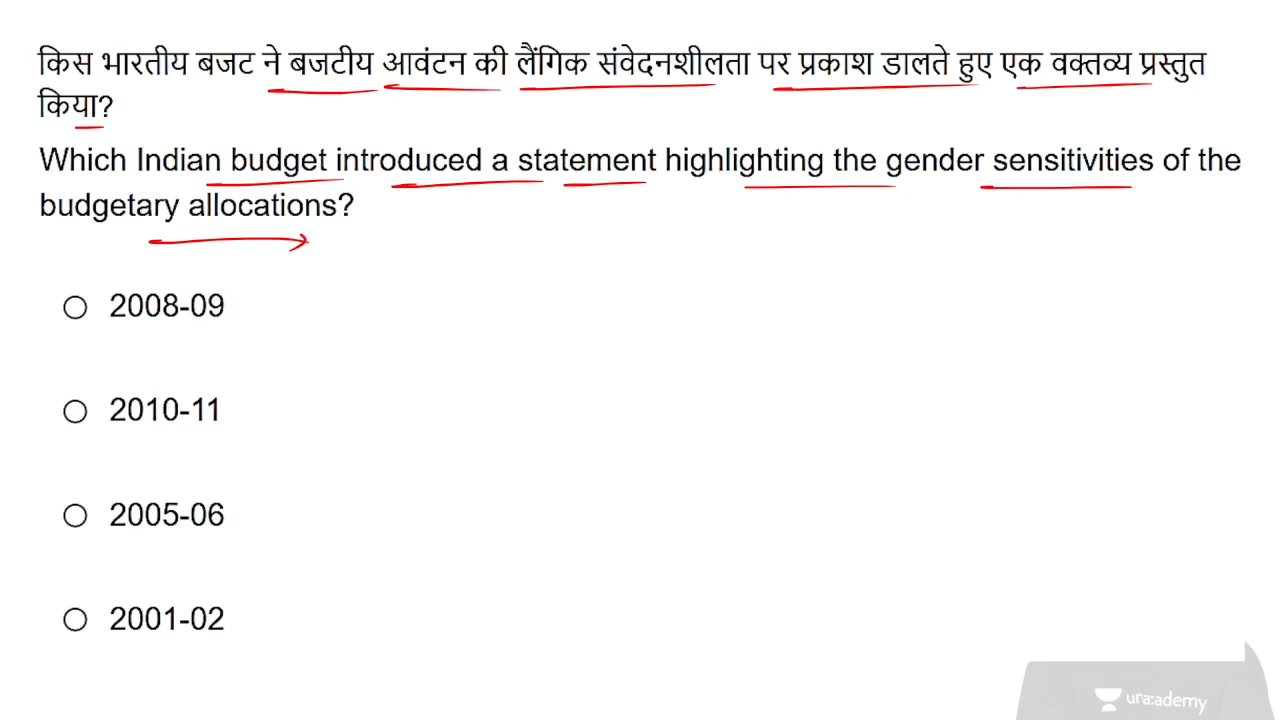 किस भारतीय बजट ने बजटीय आवंटन की लैंगिक संवेदनशीलता पर प्रकाश डालते हुए एक वक्तव्य प्रस्तुत
किया?
Which Indian budget introduced a statement highlighting the gender sensitivities of the
budgetary allocations?
2008-09
2010-11
2005-06
2001-02
unacademy